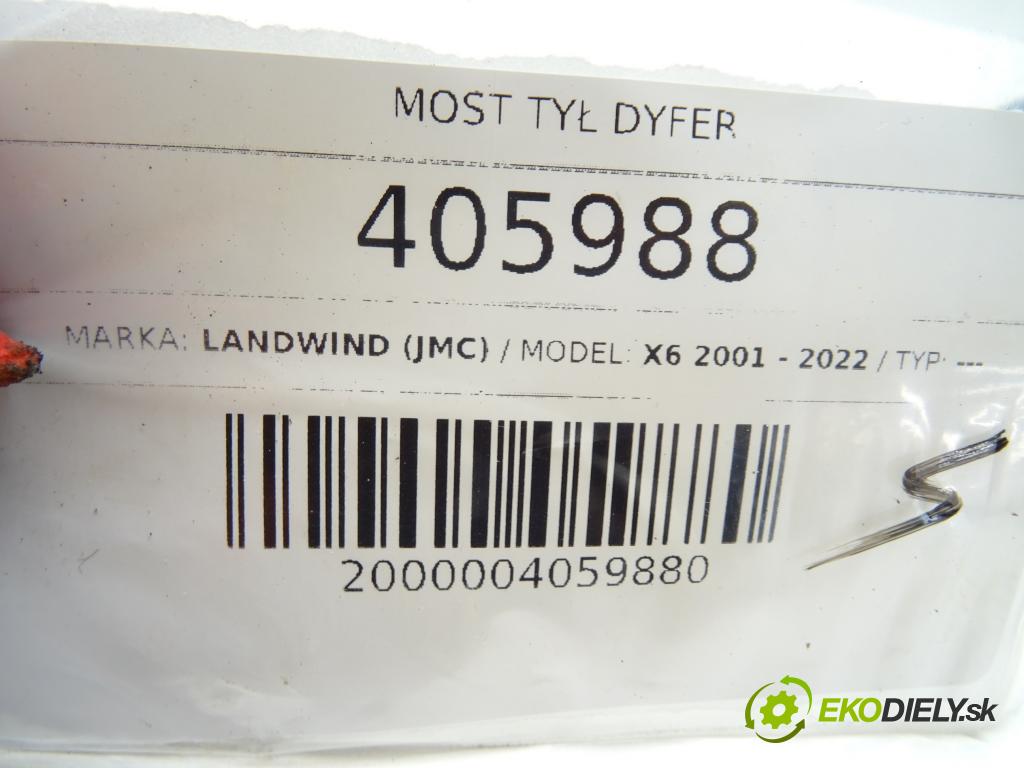 MOST TYŁ DYFER
405988
MARKA: LANDWIND (JMC) / MODEL: X6 2001 - 2022 / TYP: ---
2000004059880
EKODIELY.sk